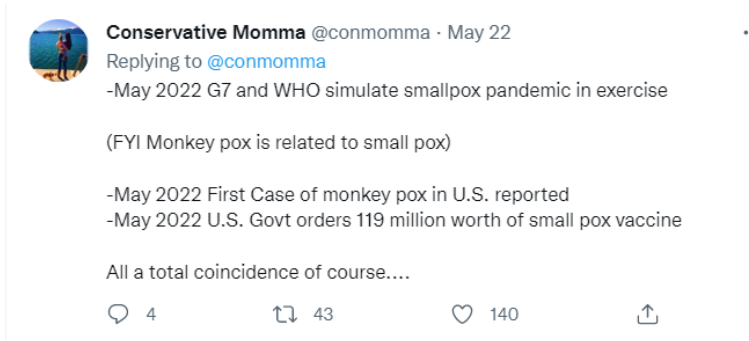 Conservative Momma @conmomma · May 22
Replying to @conmomma
-May 2022 G7 and WHO simulate smallpox pandemic in exercise
(FYI Monkey pox is related to small pox)
-May 2022 First Case of monkey pox in U.S. reported
-May 2022 U.S. Govt orders 119 million worth of small pox vaccine
All a total coincidence of course....
4 43 140